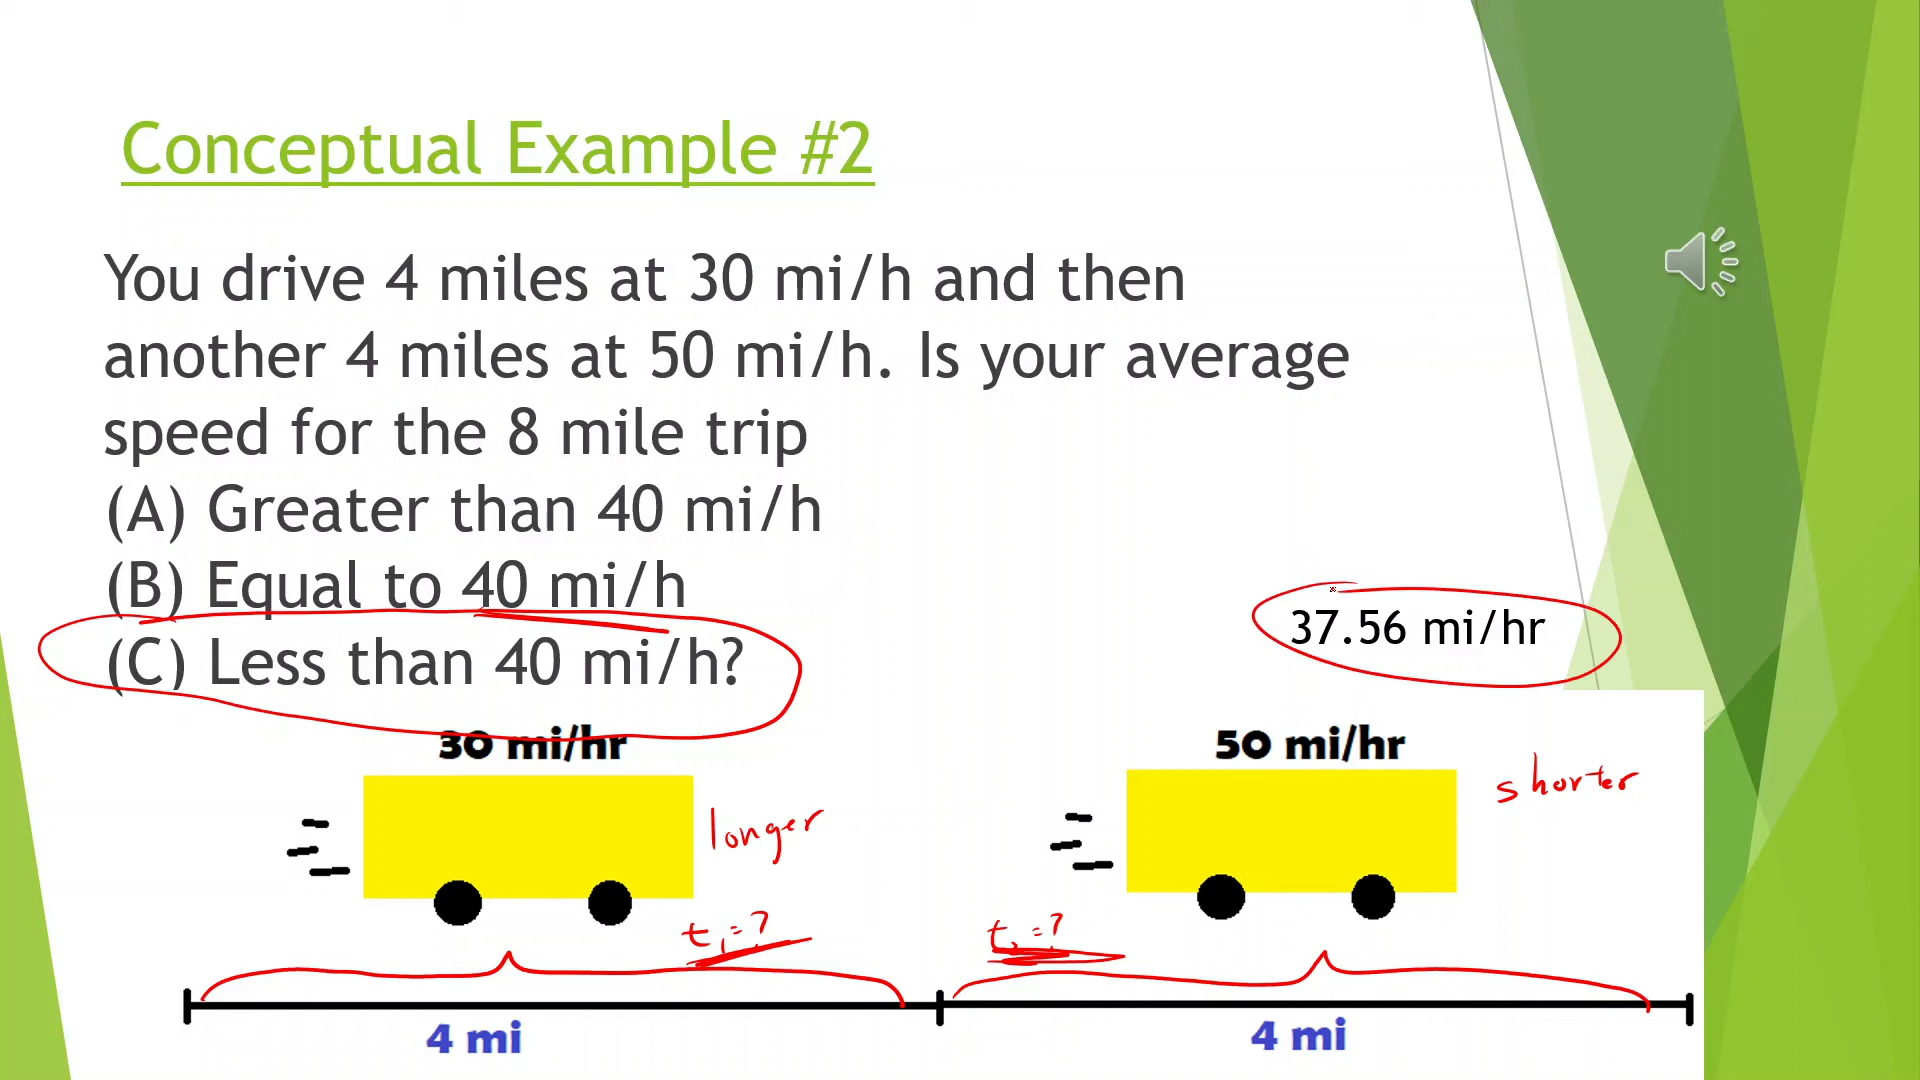 Conceptual Example #2
You drive 4 miles at 30 mi/h and then
another 4 miles at 50 mi/h. Is your average
speed for the 8 mile trip
(A) Greater than 40 mi/h
(B) Equal to 40 mi/h
(C) Less than 40 mi/h?
37.56 mi/hr
30 mi/hr
50 mi/hr
longer
shorter
t₁=?
t₂=?
4 mi
4 mi